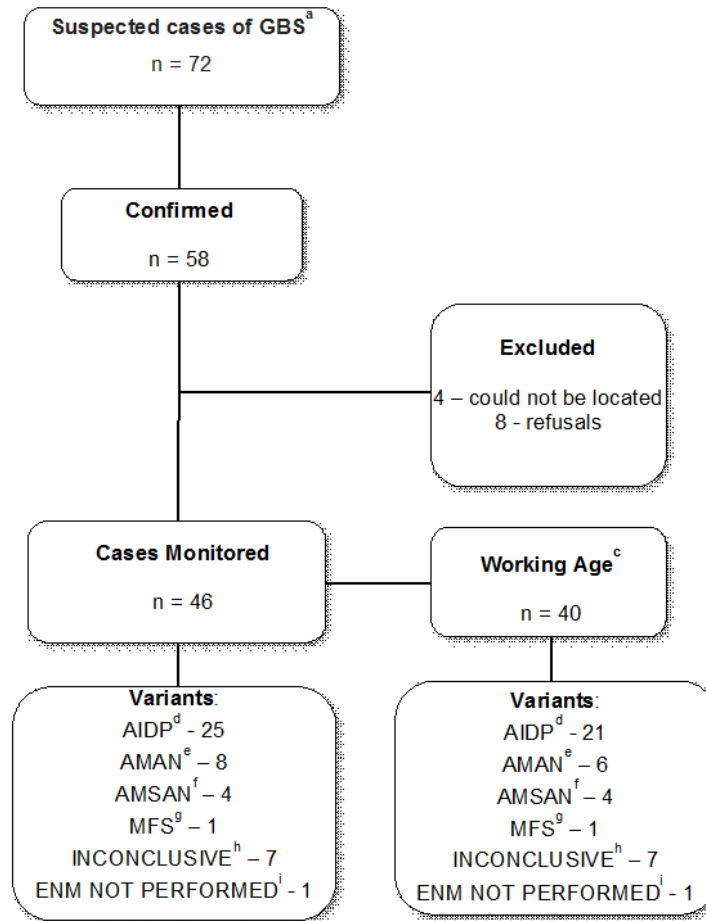 Suspected cases of GBSᵃ
n = 72
Confirmed
n = 58
Excluded
4 – could not be located
8 - refusals
Cases Monitored
n = 46
Working Ageᶜ
n = 40
Variants:
AIDPᵈ - 25
AMANᵉ – 8
AMSANᶠ – 4
MFSᵍ – 1
INCONCLUSIVEʰ – 7
ENM NOT PERFORMEDⁱ - 1
Variants:
AIDPᵈ - 21
AMANᵉ – 6
AMSANᶠ – 4
MFSᵍ – 1
INCONCLUSIVEʰ – 7
ENM NOT PERFORMEDⁱ - 1